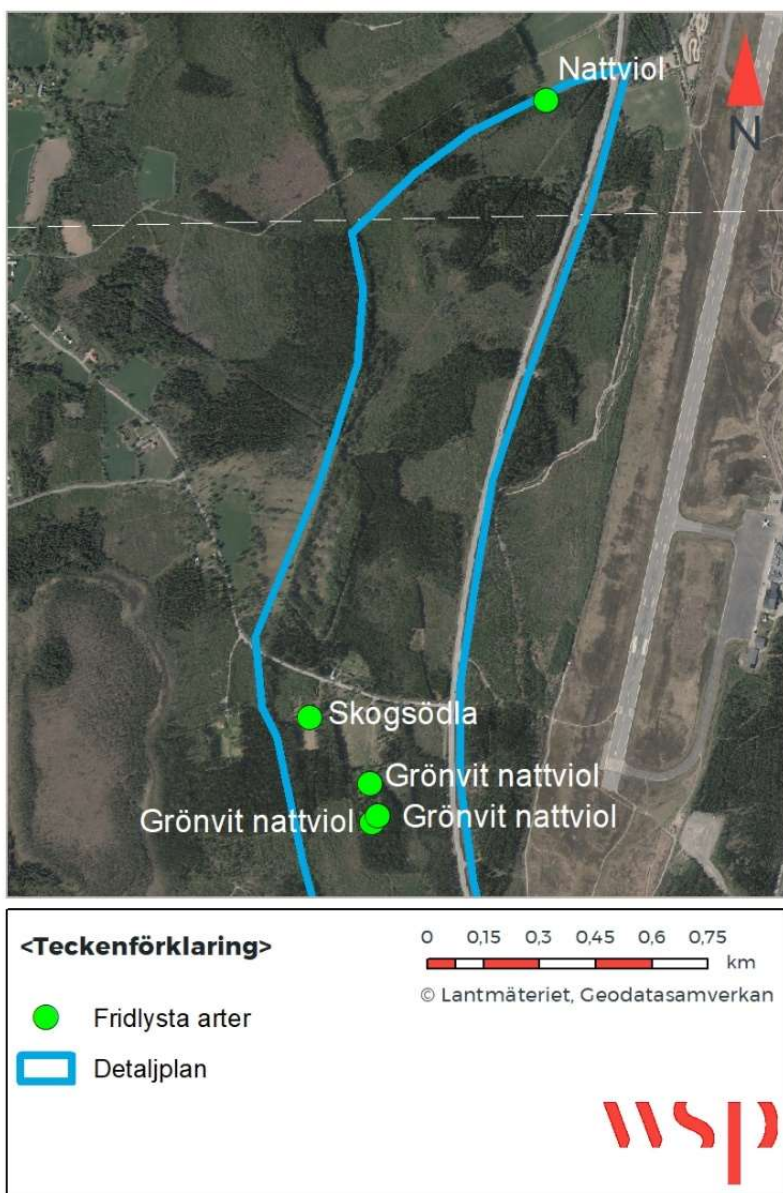 Nattviol
N
Skogsödla
Grönvit nattviol
Grönvit nattviol
Grönvit nattviol
<Teckenförklaring>
Fridlysta arter
Detaljplan
0 0,15 0,3 0,45 0,6 0,75
km
© Lantmäteriet, Geodatasamverkan
wsp